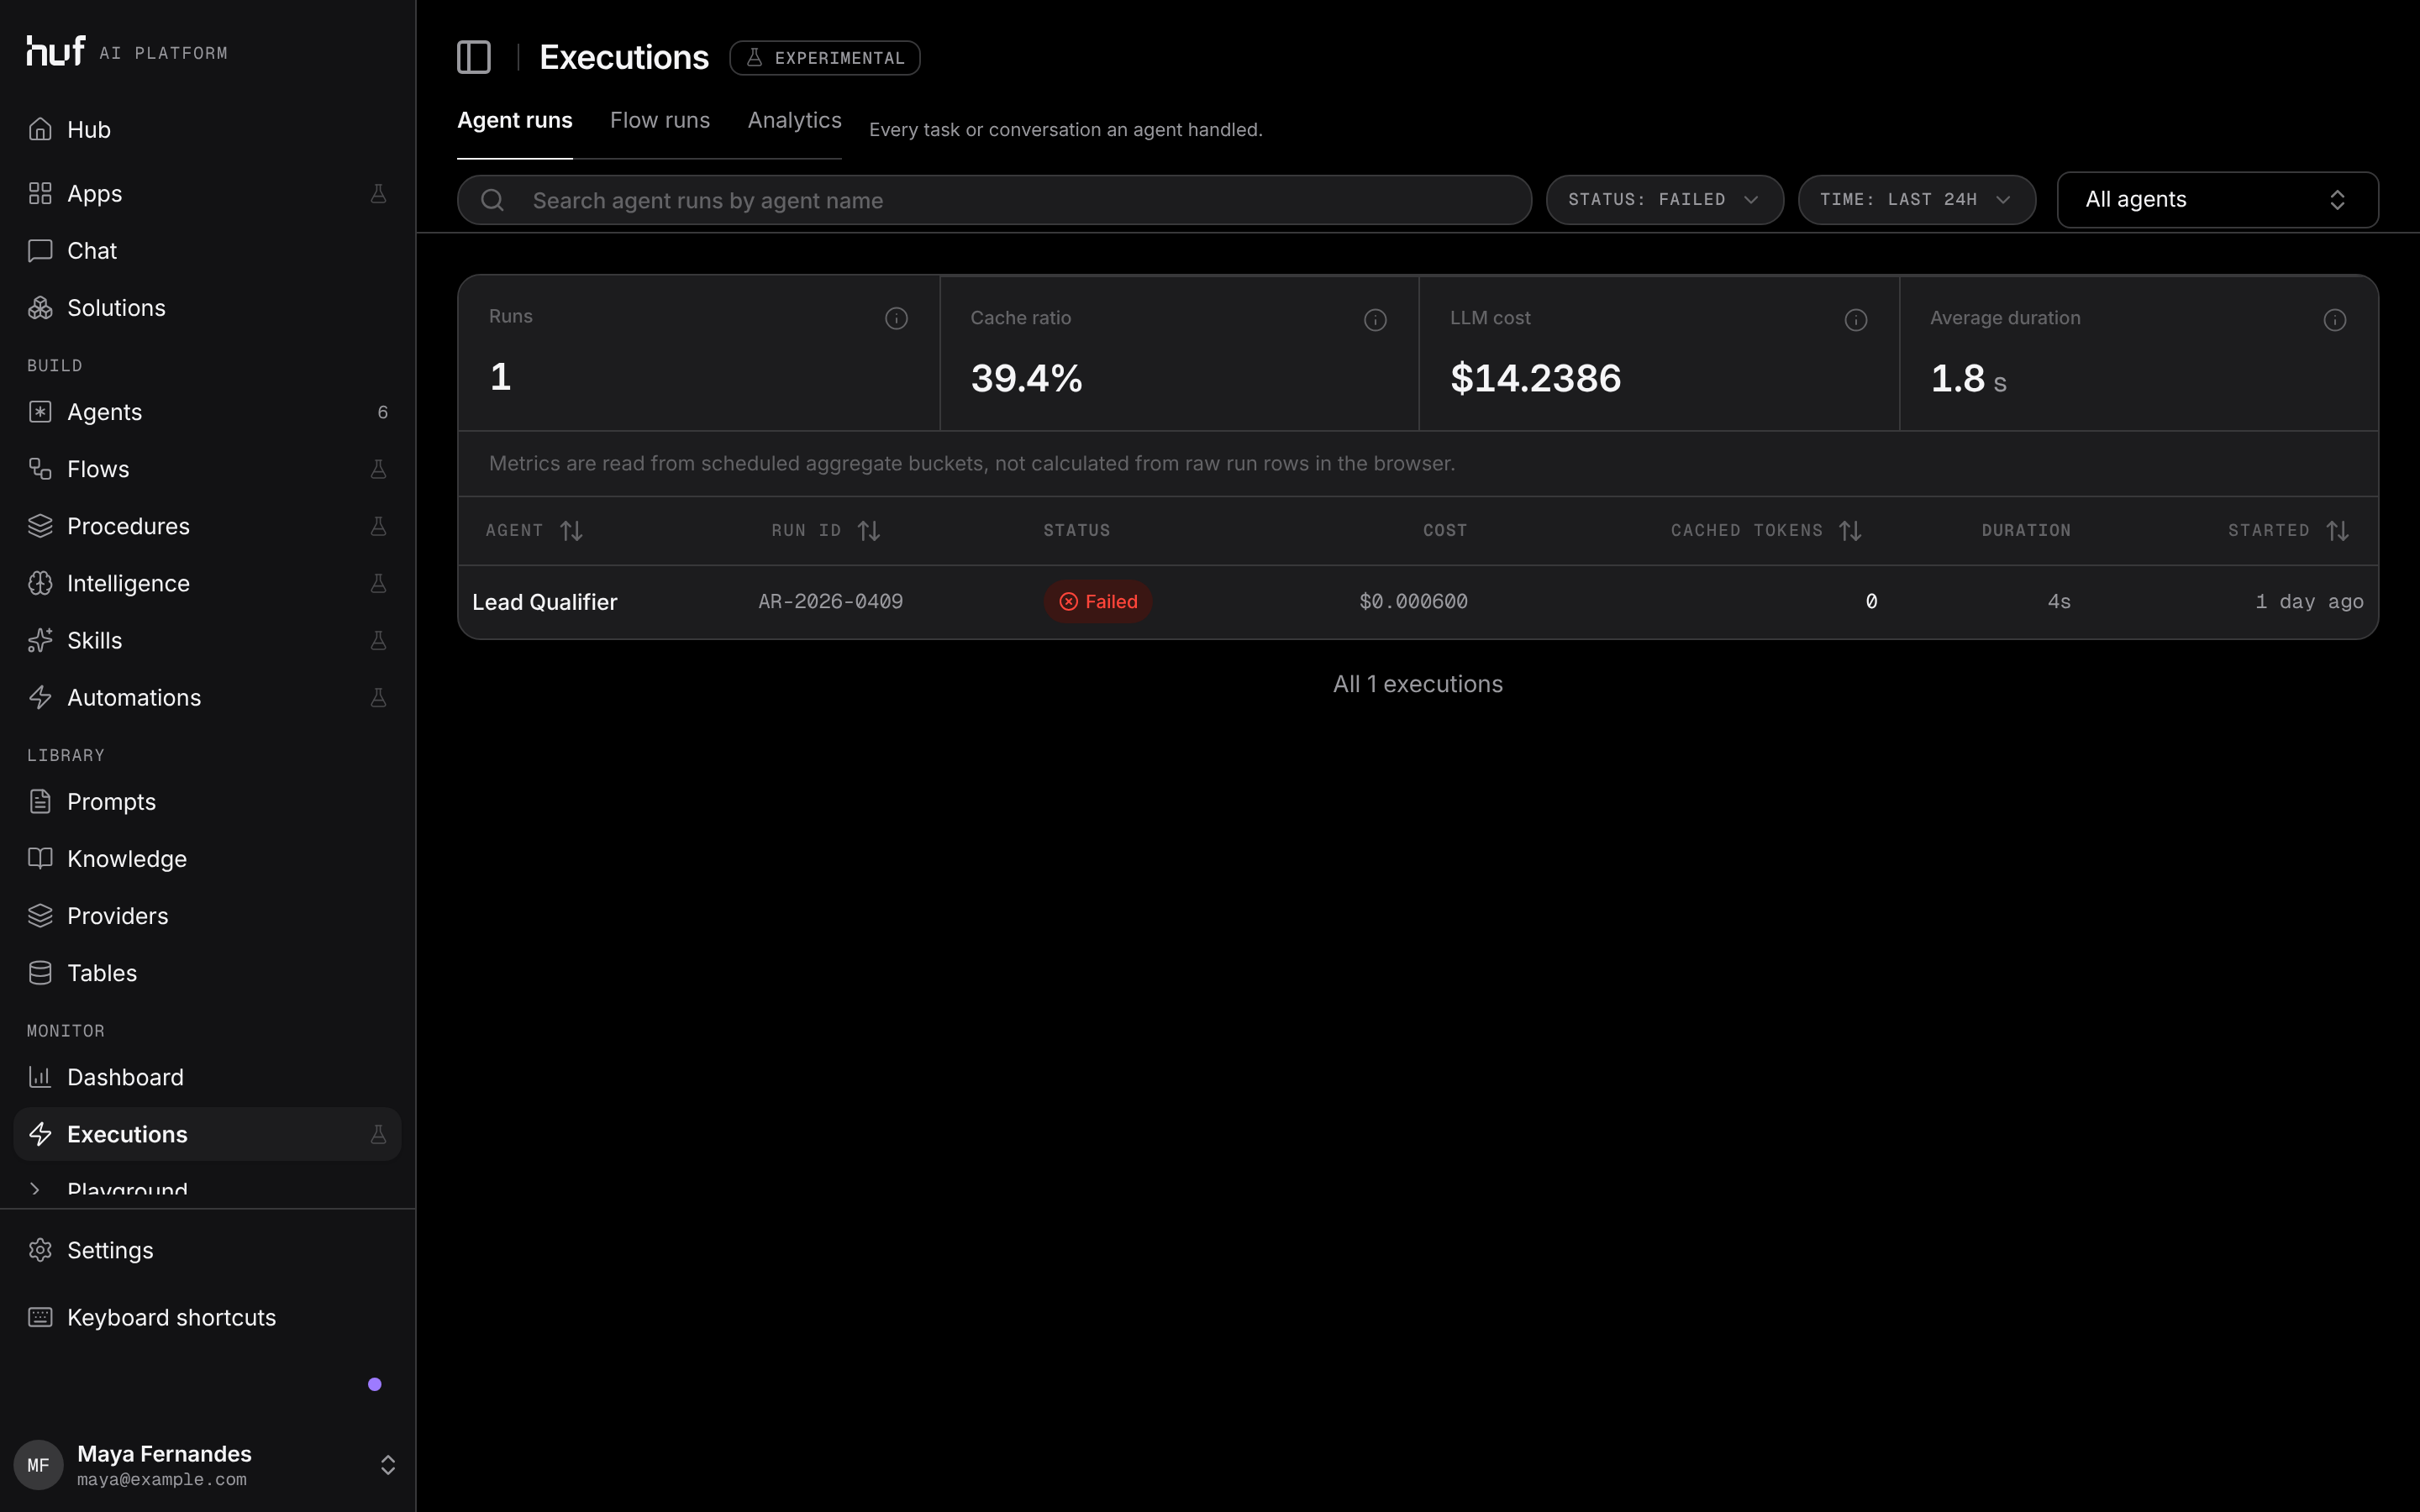 huf AI PLATFORM
Hub
Apps
Chat
Solutions
BUILD
Agents 6
Flows
Procedures
Intelligence
Skills
Automations
LIBRARY
Prompts
Knowledge
Providers
Tables
MONITOR
Dashboard
Executions
Playground
Settings
Keyboard shortcuts
MF
Maya Fernandes
maya@example.com
Executions EXPERIMENTAL
Agent runs Flow runs Analytics Every task or conversation an agent handled.
Search agent runs by agent name STATUS: FAILED TIME: LAST 24H All agents
Runs Cache ratio LLM cost Average duration
1 39.4% $14.2386 1.8 s
Metrics are read from scheduled aggregate buckets, not calculated from raw run rows in the browser.
AGENT RUN ID STATUS COST CACHED TOKENS DURATION STARTED
Lead Qualifier AR-2026-0409 Failed $0.000600 0 4s 1 day ago
All 1 executions